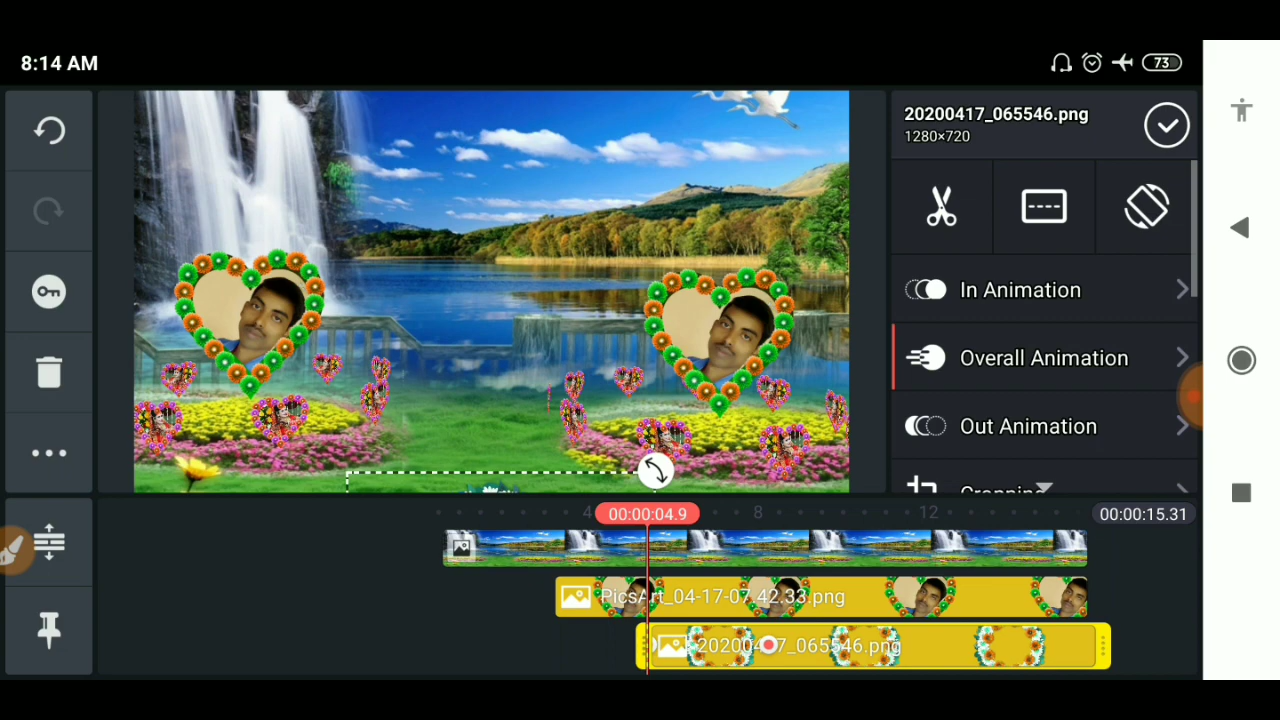 8:14 AM
73
20200417_065546.png
1280×720
In Animation
Overall Animation
Out Animation
Cropping
4
00:00:04.9
8
12
00:00:15.31
PicsArt_04-17-07.42.33.png
20200417_065546.png